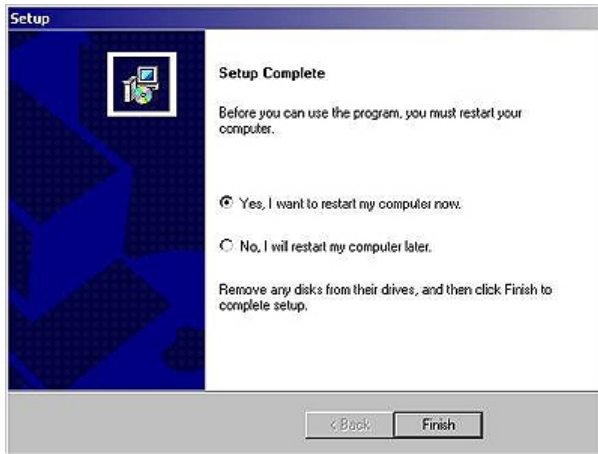 Setup
Setup Complete
Before you can use the program, you must restart your
computer.
Yes, I want to restart my computer now.
No, I will restart my computer later.
Remove any disks from their drives, and then click Finish to
complete setup.
< Back
Finish